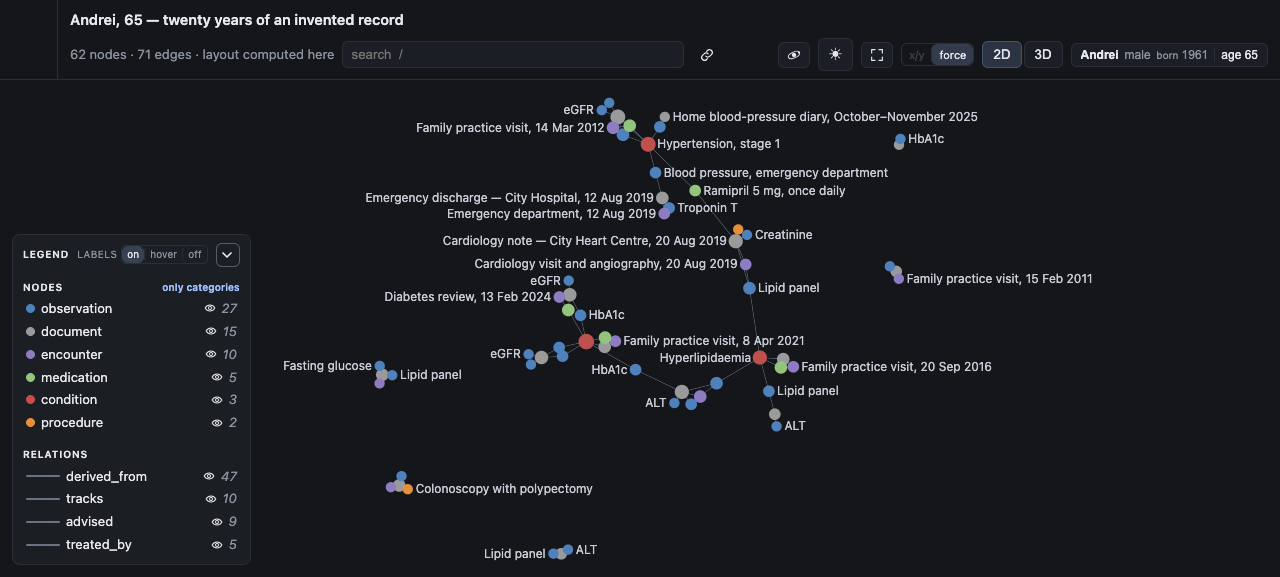 Andrei, 65 — twenty years of an invented record
62 nodes · 71 edges · layout computed here
search /
x/y
force
2D
3D
Andrei male born 1961 age 65
eGFR
Home blood-pressure diary, October–November 2025
Family practice visit, 14 Mar 2012
HbA1c
Hypertension, stage 1
Blood pressure, emergency department
Ramipril 5 mg, once daily
Emergency discharge — City Hospital, 12 Aug 2019
Troponin T
Emergency department, 12 Aug 2019
Creatinine
Cardiology note — City Heart Centre, 20 Aug 2019
Cardiology visit and angiography, 20 Aug 2019
Family practice visit, 15 Feb 2011
eGFR
Lipid panel
Diabetes review, 13 Feb 2024
HbA1c
Family practice visit, 8 Apr 2021
eGFR
Hyperlipidaemia
Fasting glucose
Family practice visit, 20 Sep 2016
HbA1c
Lipid panel
Lipid panel
ALT
ALT
Colonoscopy with polypectomy
Lipid panel
ALT
LEGEND LABELS on hover off
NODES only categories
observation 27
document 15
encounter 10
medication 5
condition 3
procedure 2
RELATIONS
derived_from 47
tracks 10
advised 9
treated_by 5